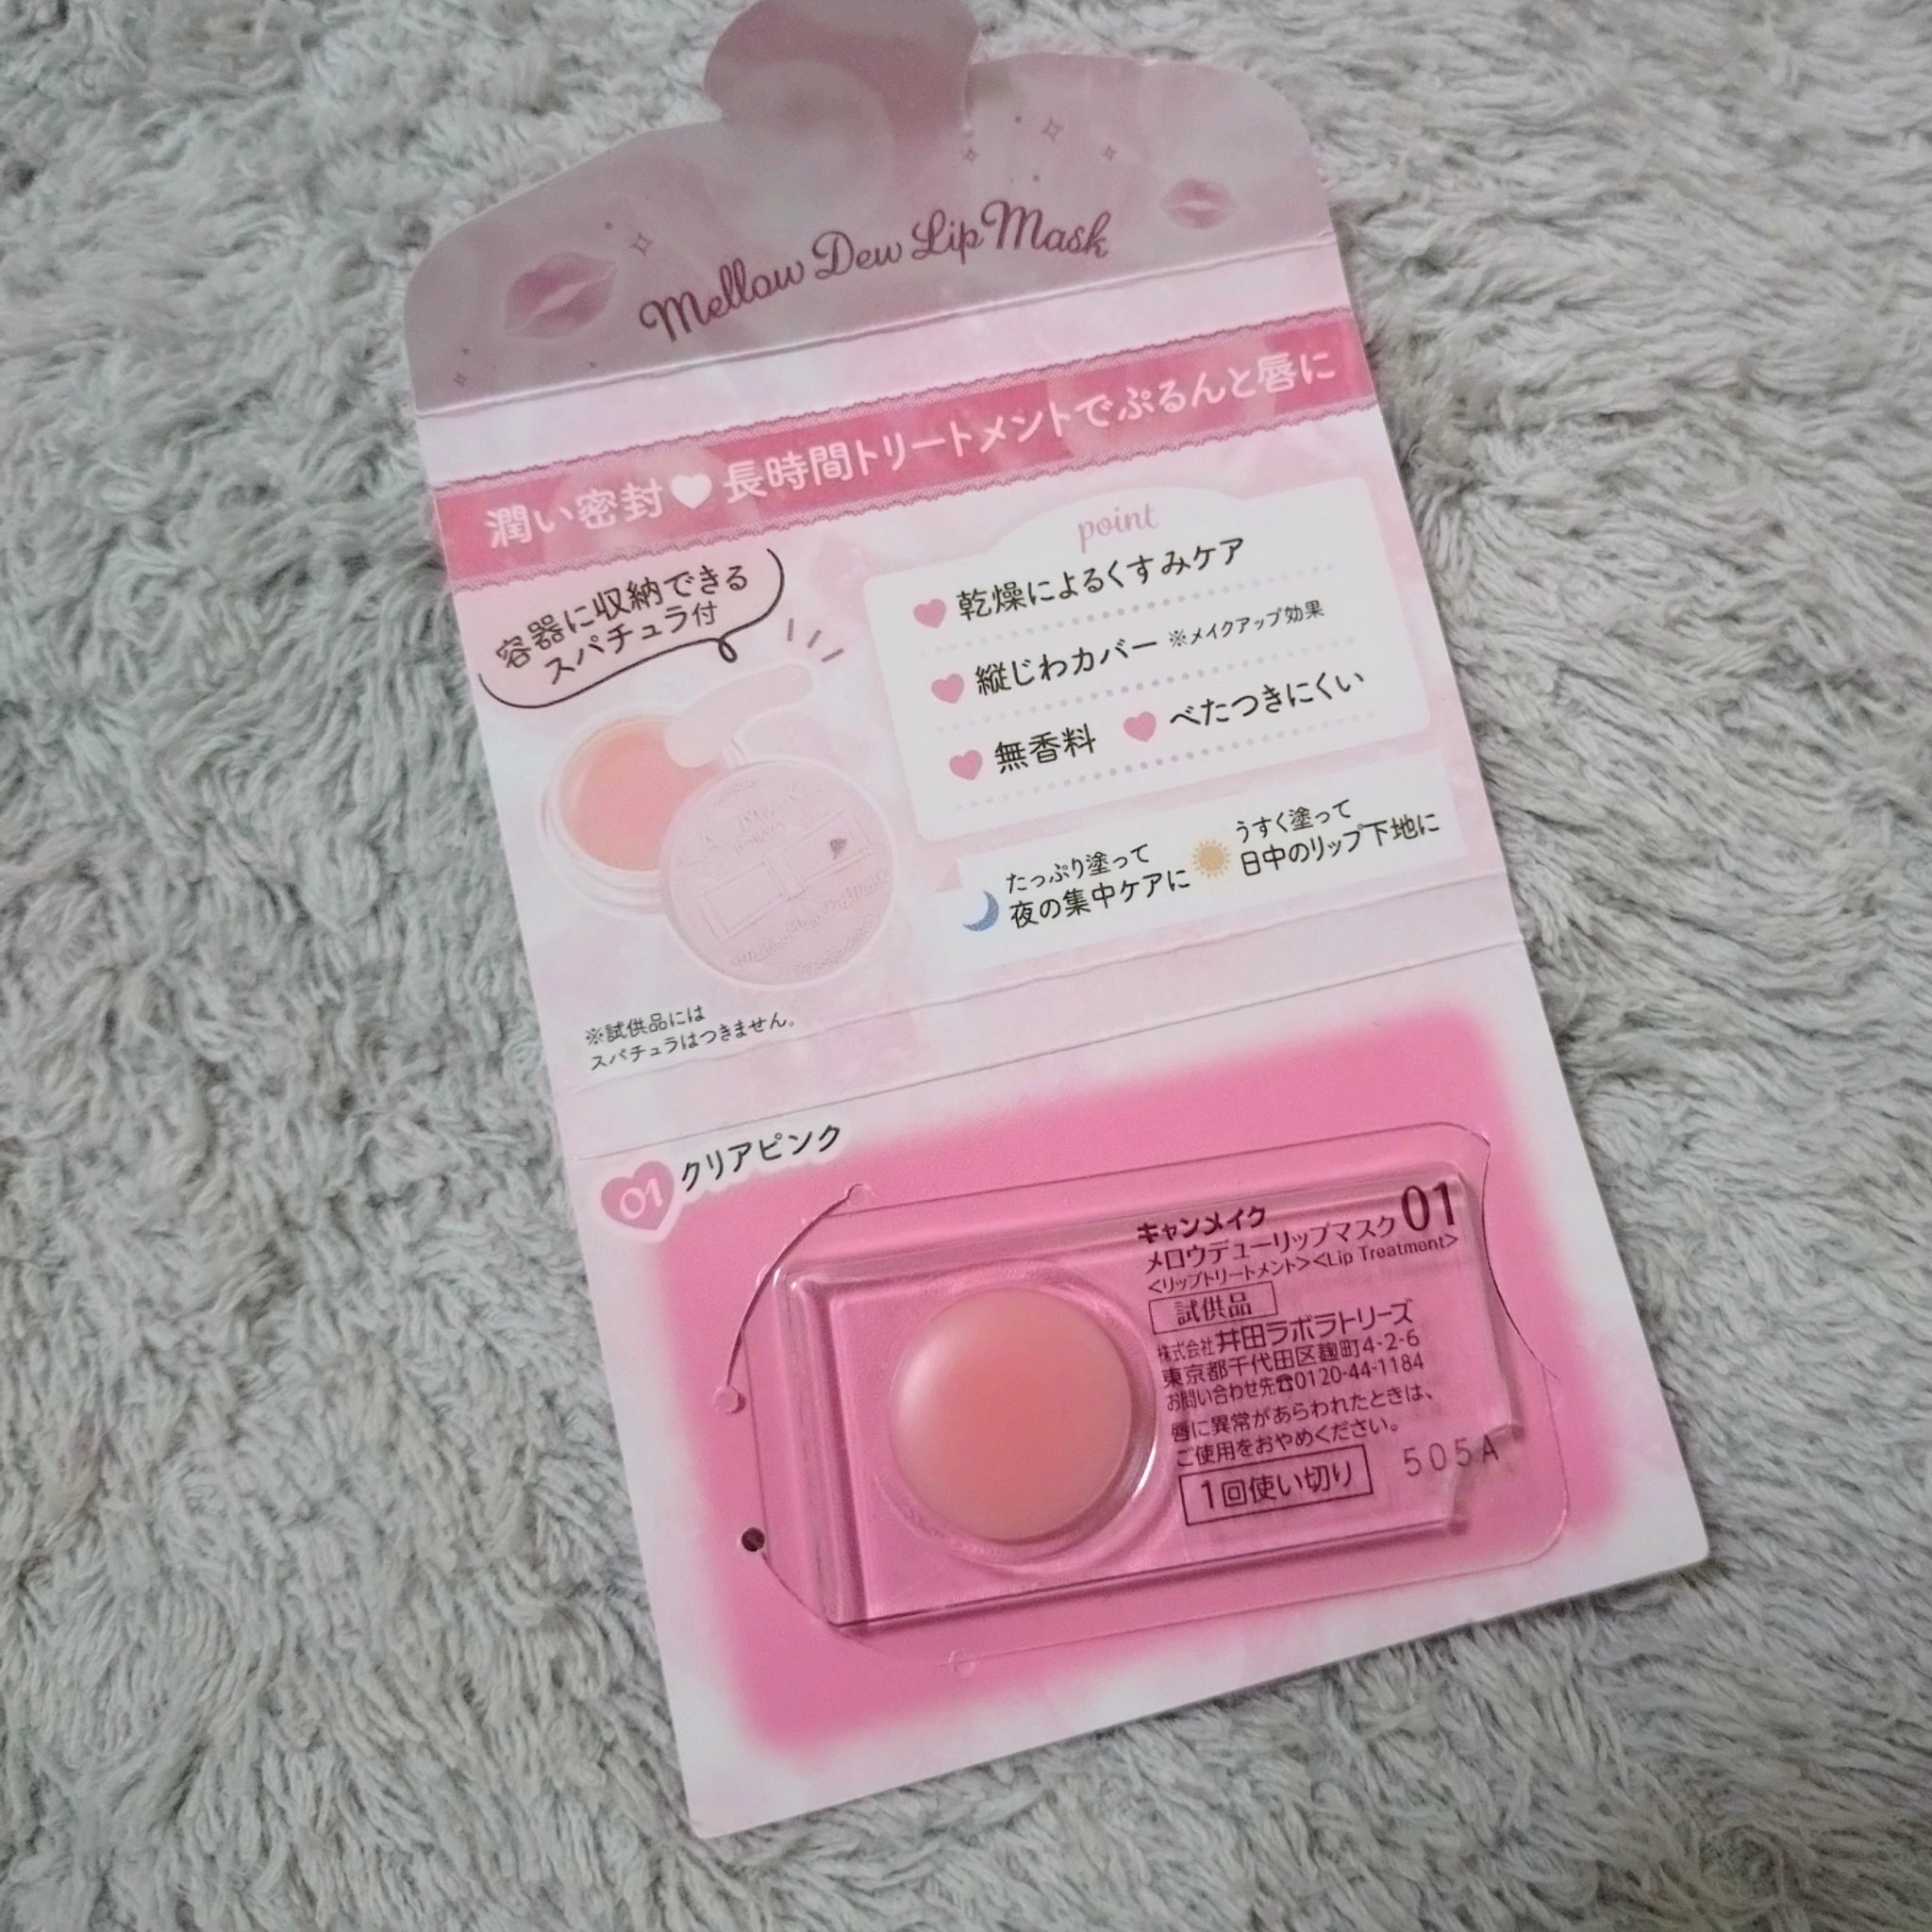 Mellow Dew Lip Mask
潤い密封♥長時間トリートメントでぷるんと唇に
容器に収納できる
スパチュラ付
point
乾燥によるくすみケア
縦じわカバー ※メイクアップ効果
無香料 べたつきにくい
たっぷり塗って
夜の集中ケアに
うすく塗って
日中のリップ下地に
※試供品には
スパチュラはつきません。
01 クリアピンク
キャンメイク
メロウデューリップマスク 01
<リップトリートメント><Lip Treatment>
試供品
株式会社 井田ラボラトリーズ
東京都千代田区麹町4-2-6
お問い合わせ先☎0120-44-1184
唇に異常があらわれたときは、
ご使用をおやめください。
1回使い切り
505A